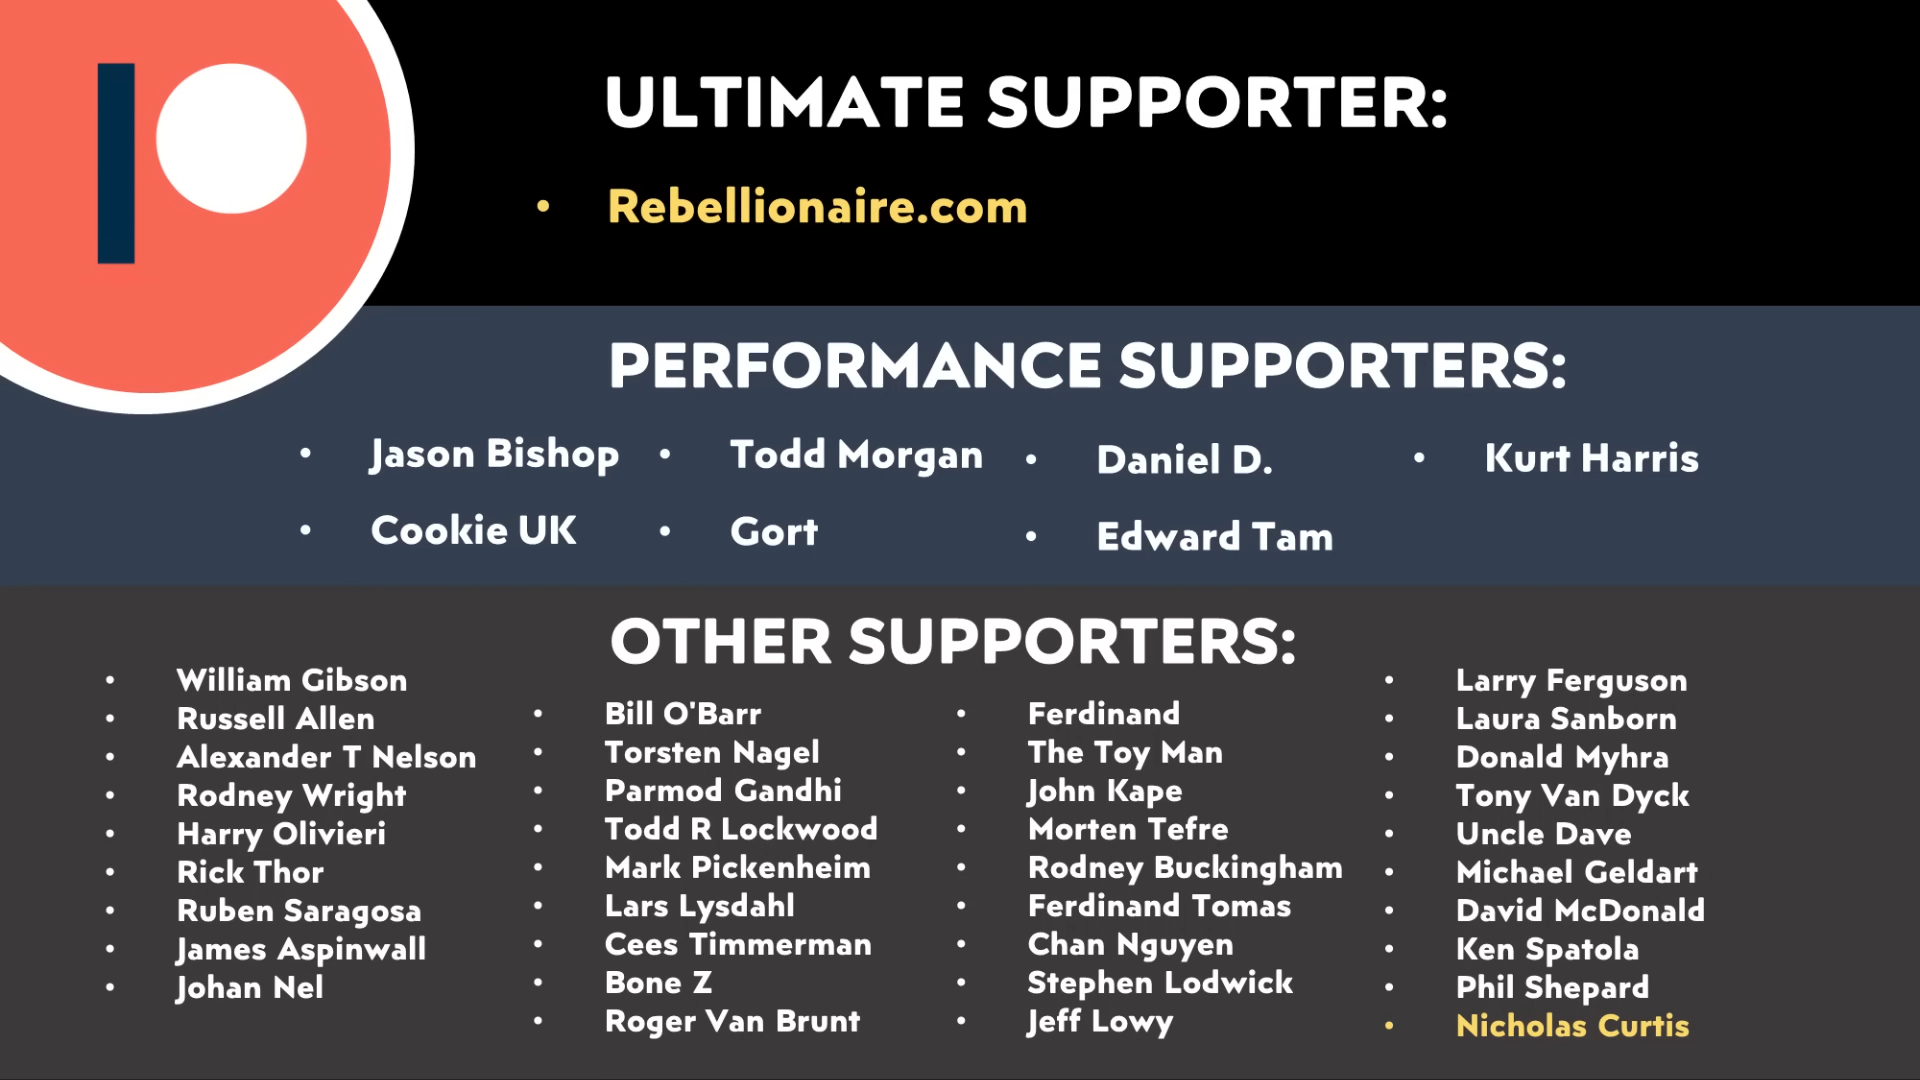 ULTIMATE SUPPORTER:
• Rebellionaire.com
PERFORMANCE SUPPORTERS:
• Jason Bishop
• Cookie UK
• Todd Morgan
• Gort
• Daniel D.
• Edward Tam
• Kurt Harris
OTHER SUPPORTERS:
• William Gibson
• Russell Allen
• Alexander T Nelson
• Rodney Wright
• Harry Olivieri
• Rick Thor
• Ruben Saragosa
• James Aspinwall
• Johan Nel
• Bill O'Barr
• Torsten Nagel
• Parmod Gandhi
• Todd R Lockwood
• Mark Pickenheim
• Lars Lysdahl
• Cees Timmerman
• Bone Z
• Roger Van Brunt
• Ferdinand
• The Toy Man
• John Kape
• Morten Tefre
• Rodney Buckingham
• Ferdinand Tomas
• Chan Nguyen
• Stephen Lodwick
• Jeff Lowy
• Larry Ferguson
• Laura Sanborn
• Donald Myhra
• Tony Van Dyck
• Uncle Dave
• Michael Geldart
• David McDonald
• Ken Spatola
• Phil Shepard
• Nicholas Curtis